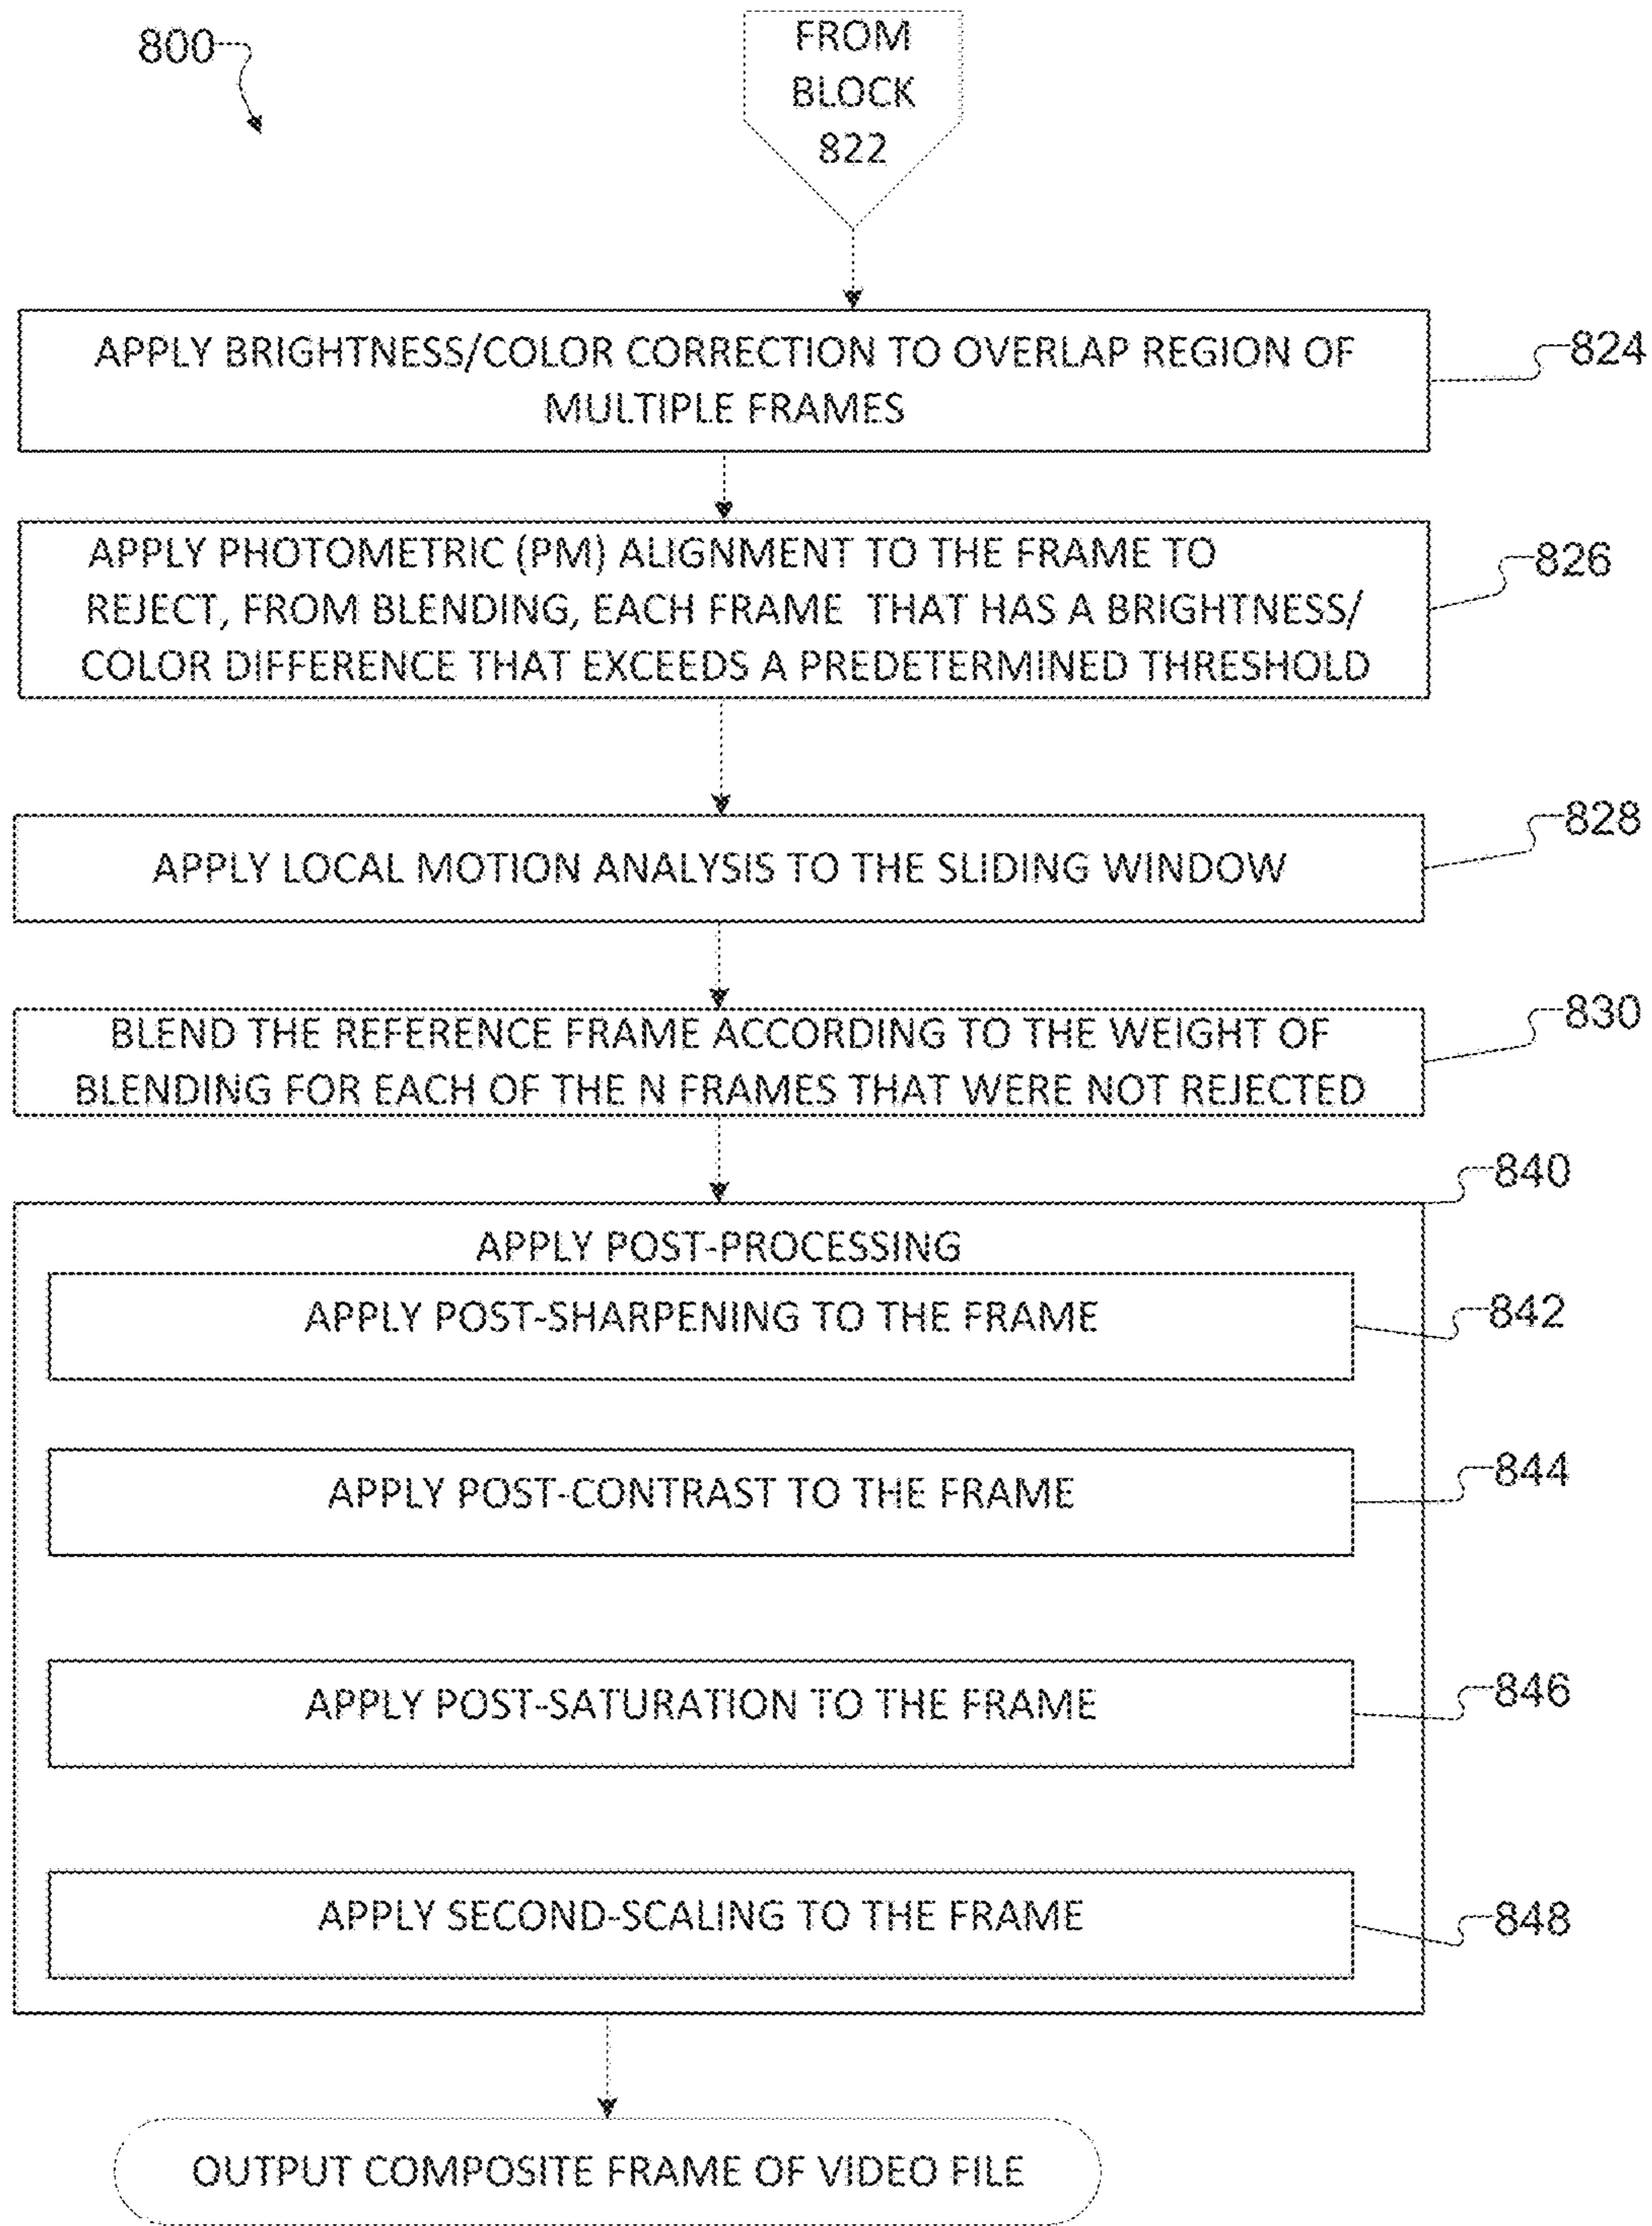 800
FROM
BLOCK
822
APPLY BRIGHTNESS/COLOR CORRECTION TO OVERLAP REGION OF
MULTIPLE FRAMES
824
APPLY PHOTOMETRIC (PM) ALIGNMENT TO THE FRAME TO
REJECT, FROM BLENDING, EACH FRAME THAT HAS A BRIGHTNESS/
COLOR DIFFERENCE THAT EXCEEDS A PREDETERMINED THRESHOLD
826
APPLY LOCAL MOTION ANALYSIS TO THE SLIDING WINDOW
828
BLEND THE REFERENCE FRAME ACCORDING TO THE WEIGHT OF
BLENDING FOR EACH OF THE N FRAMES THAT WERE NOT REJECTED
830
840
APPLY POST-PROCESSING
APPLY POST-SHARPENING TO THE FRAME
842
APPLY POST-CONTRAST TO THE FRAME
844
APPLY POST-SATURATION TO THE FRAME
846
APPLY SECOND-SCALING TO THE FRAME
848
OUTPUT COMPOSITE FRAME OF VIDEO FILE